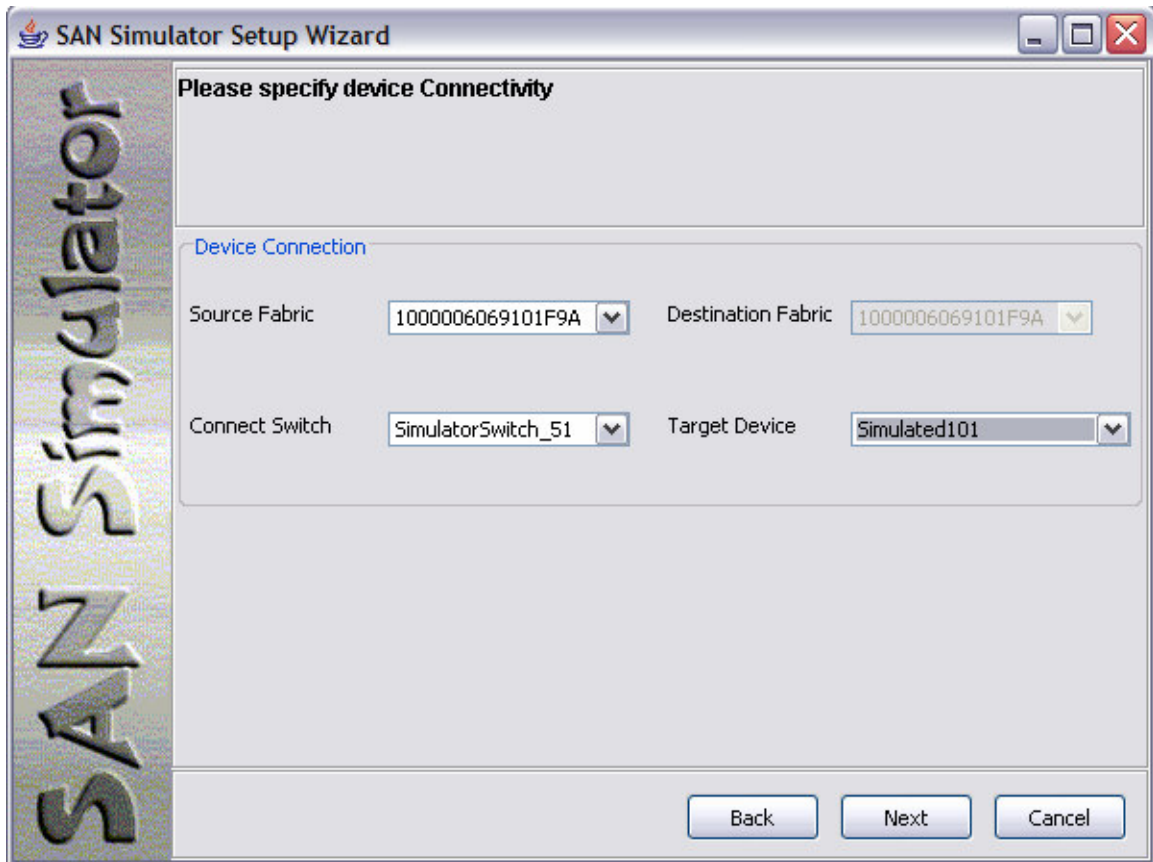 SAN Simulator Setup Wizard
SAN Simulator
Please specify device Connectivity
Device Connection
Source Fabric 1000006069101F9A Destination Fabric 1000006069101F9A
Connect Switch SimulatorSwitch_51 Target Device Simulated101
Back Next Cancel